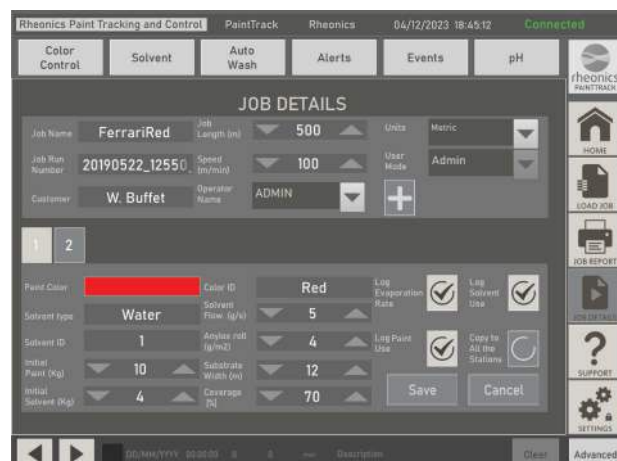 Rheonics Paint Tracking and Control PaintTrack Rheonics 04/12/2023 18:45:12 Connected
Color Control Solvent Auto Wash Alerts Events pH
rheonics
PAINTTRACK
JOB DETAILS
Job Name FerrariRed Job Langth (m) 500 Units Metric
Job Run Number 20190522_12550_ Speed (m/min) 100 User Mode Admin
Customer W. Buffet Operator Name ADMIN
HOME
LOAD JOB
JOB REPORT
JOB DETAILS
SUPPORT
SETTINGS
Advanced
1 2
Paint Color Color ID Red Log Evaporation Rate Log Solvent Use
Solvent type Water Solvent Flow (g/s) 5
Solvent ID 1 Anylox roll (g/m2) 4 Log Paint Use Copy to All the Stations
Initial Paint (Kg) 10 Substrate Width (m) 12
Initial Solvent (Kg) 4 Coverage [%] 70 Save Cancel
DD/MM/YYYY 00:00:00 0 0 Description Clear